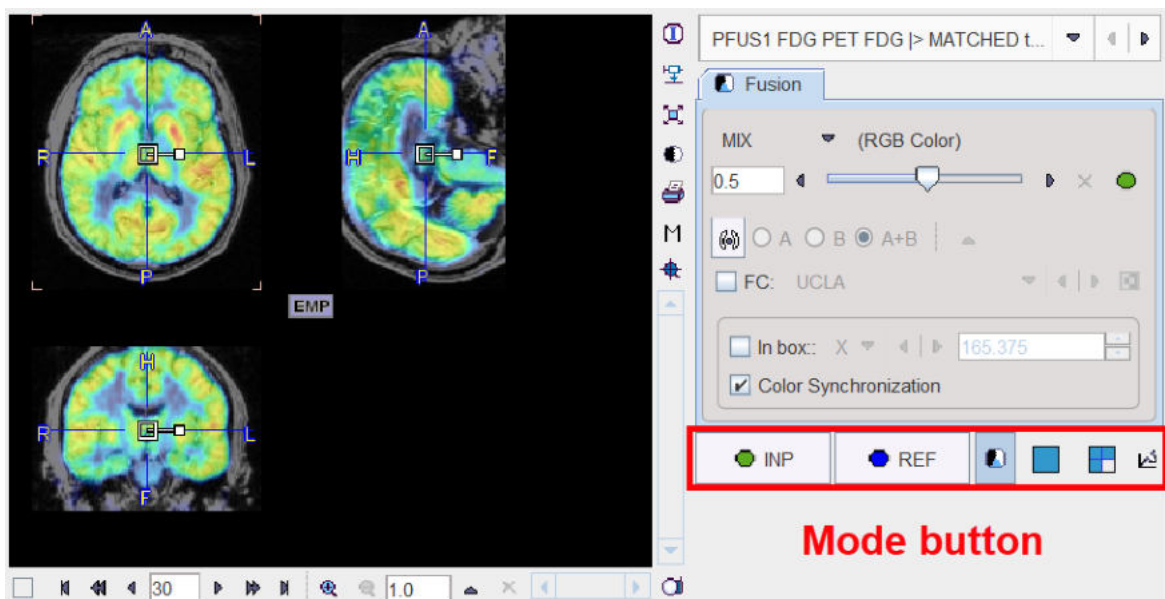 PFUS1 FDG PET FDG |> MATCHED t...
Fusion
MIX (RGB Color)
0.5
A B A+B
FC: UCLA
In box:: X 165.375
Color Synchronization
INP REF
Mode button
A A
R L H F
P P
EMP
H
R L
F
M
30 1.0